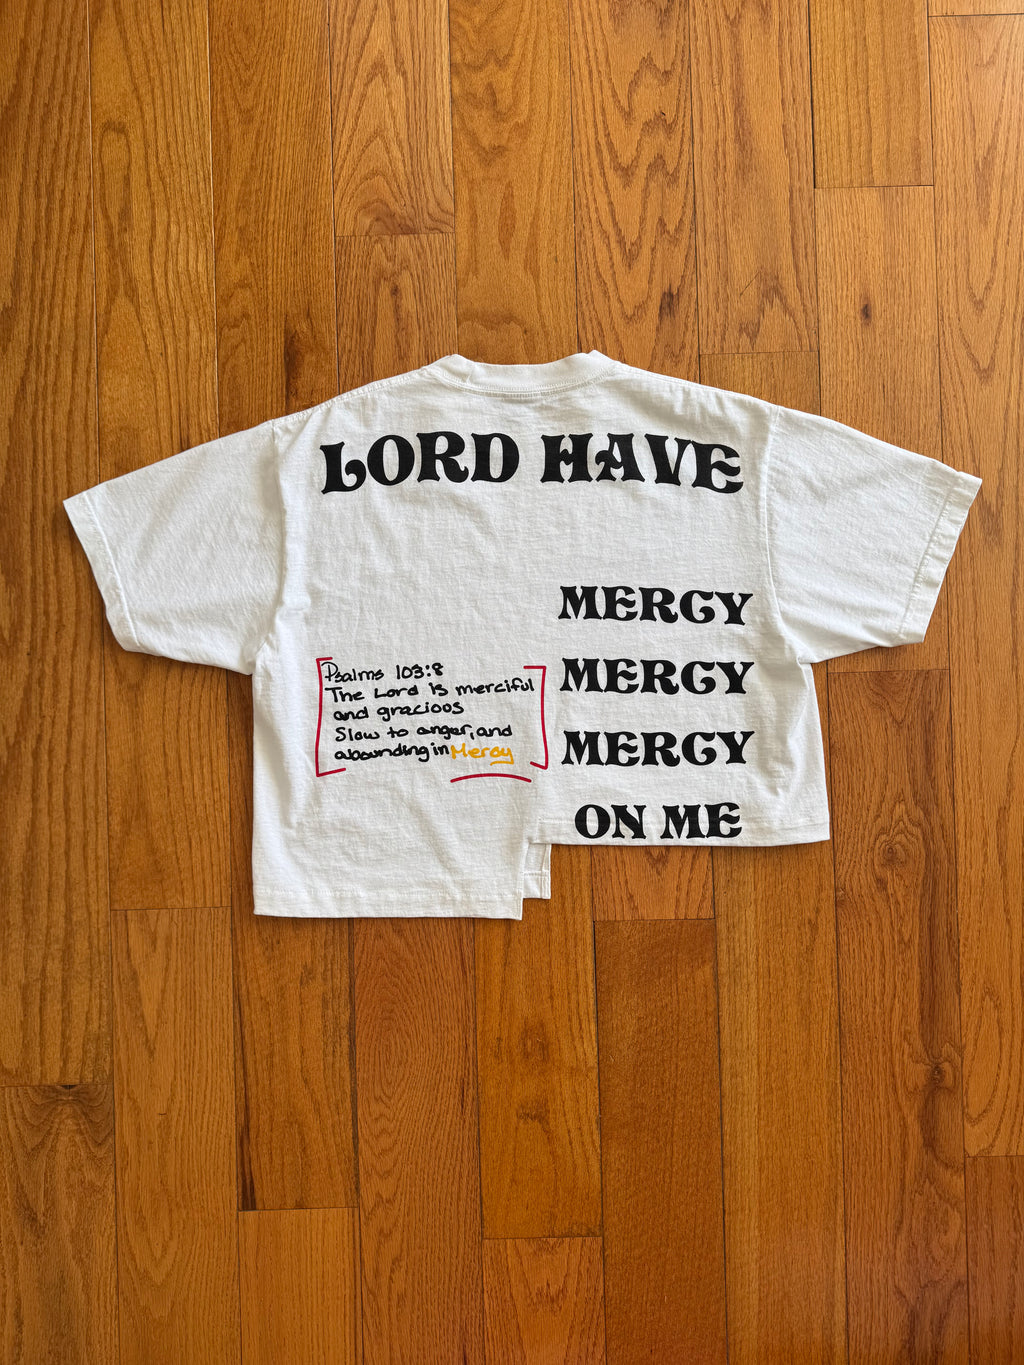 LORD HAVE
MERCY
MERCY
MERCY
ON ME
Psalms 103:8
The Lord is merciful
and gracioos
Slow to anger, and
abounding in Mercy